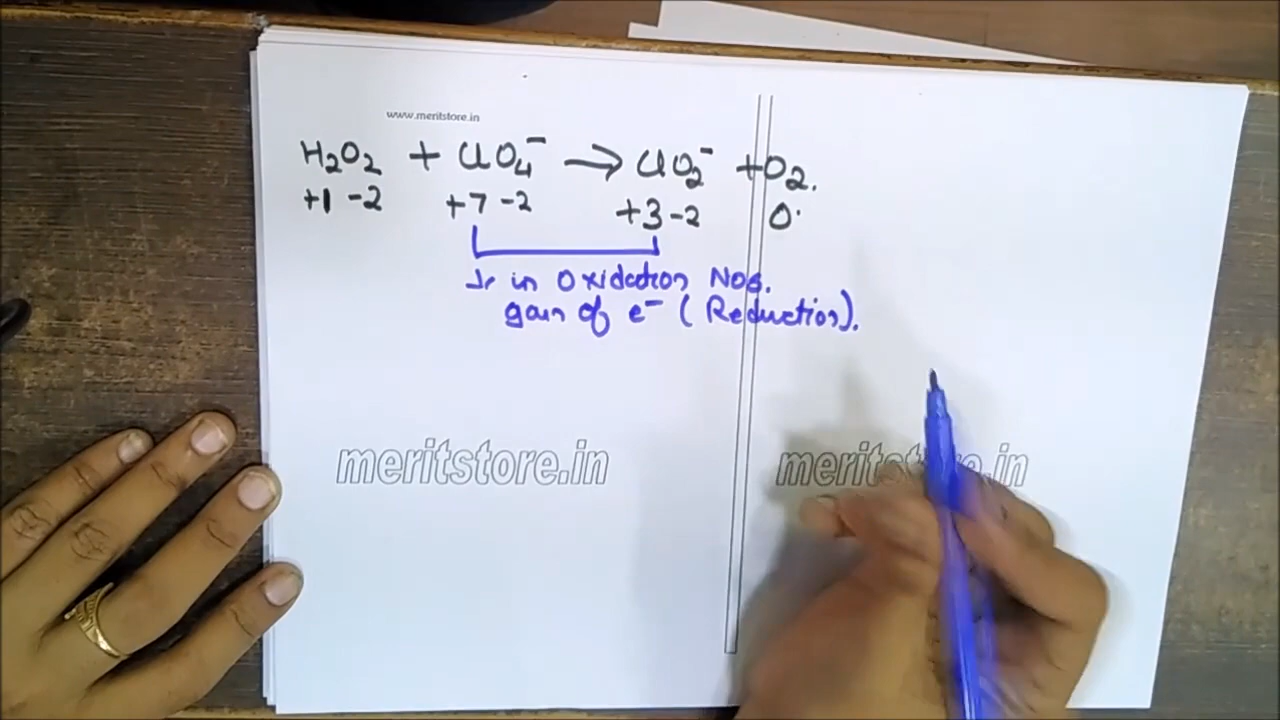 www.meritstore.in
H₂O₂ + ClO₄⁻ → ClO₂⁻ + O₂.
+1 -2 +7 -2 +3 -2 0
↓r in Oxidation Nos.
gain of e⁻ (Reduction).
meritstore.in meritstore.in